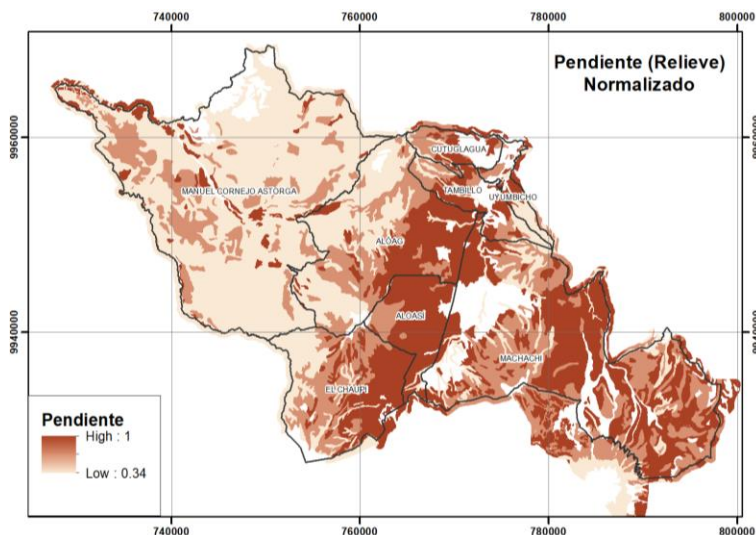 740000
760000
780000
800000
Pendiente (Relieve)
Normalizado
9960000
9960000
CUTUGLAGUA
TAMBILLO
UYUMBICHO
MANUEL CORNEJO ASTORGA
ALOAG
ALOASÍ
9940000
MACHACHI
EL CHAUPI
Pendiente
High : 1
Low : 0.34
740000
760000
780000
800000